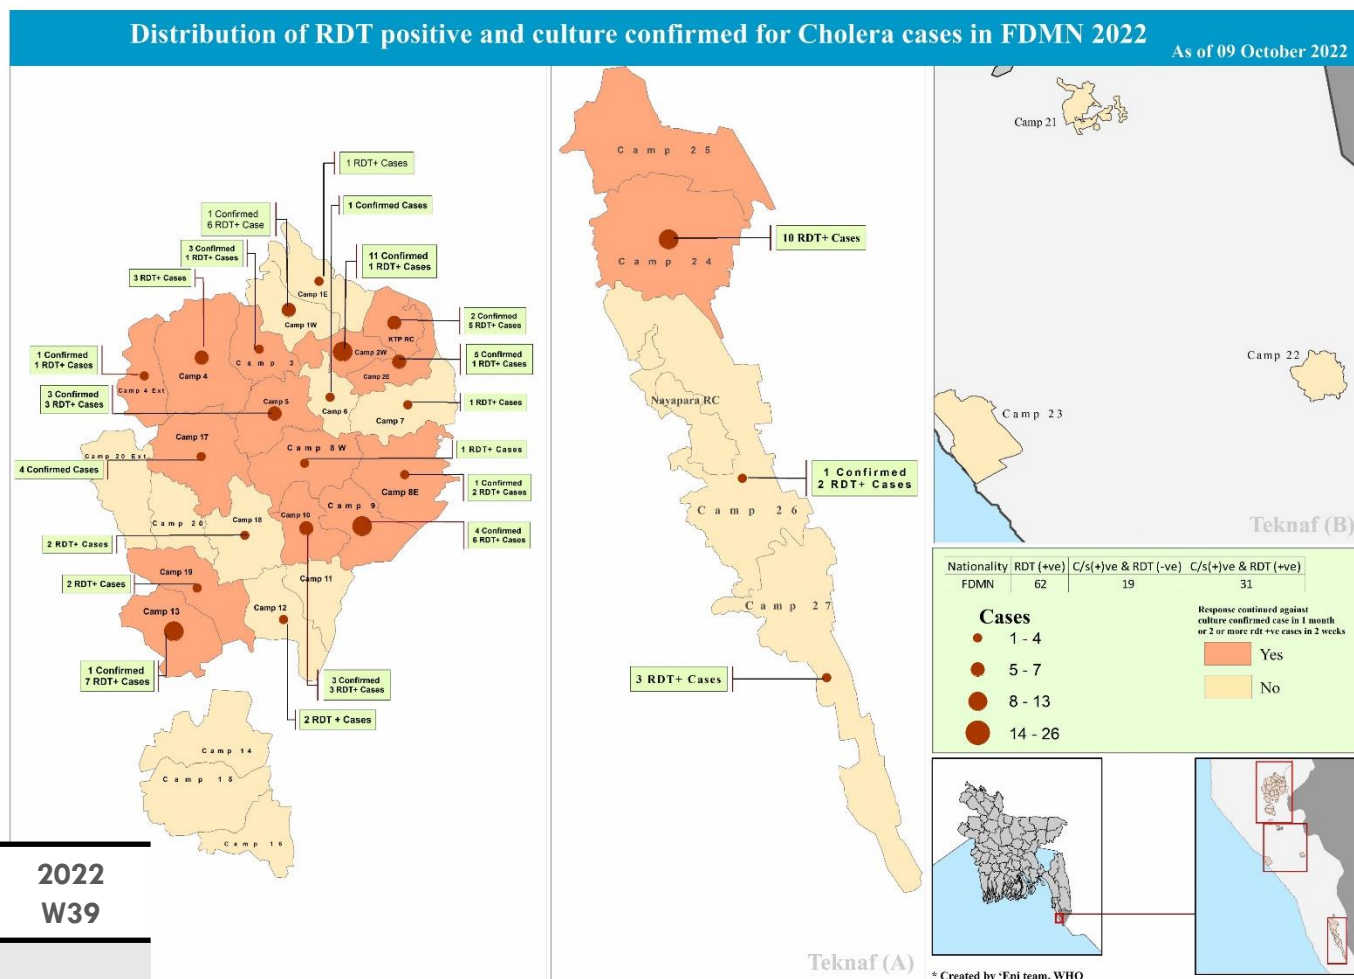 Distribution of RDT positive and culture confirmed for Cholera cases in FDMN 2022
As of 09 October 2022
1 RDT+ Cases
1 Confirmed Cases
1 Confirmed
6 RDT+ Case
3 Confirmed
1 RDT+ Cases
11 Confirmed
1 RDT+ Cases
3 RDT+ Cases
2 Confirmed
5 RDT+ Cases
1 Confirmed
1 RDT+ Cases
5 Confirmed
1 RDT+ Cases
3 Confirmed
3 RDT+ Cases
1 RDT+ Cases
4 Confirmed Cases
1 RDT+ Cases
1 Confirmed
2 RDT+ Cases
2 RDT+ Cases
4 Confirmed
6 RDT+ Cases
2 RDT+ Cases
1 Confirmed
7 RDT+ Cases
3 Confirmed
3 RDT+ Cases
2 RDT + Cases
Camp 1E
Camp 1W
KTP RC
Camp 2W
Camp 2E
Camp 3
Camp 4
Camp 4 Ext
Camp 5
Camp 6
Camp 7
Camp 17
Camp 8 W
Camp 20 Ext
Camp 8E
Camp 9
Camp 10
Camp 18
Camp 20
Camp 19
Camp 11
Camp 12
Camp 13
Camp 14
Camp 15
Camp 16
2022
W39
Camp 25
10 RDT+ Cases
Camp 24
Nayapara RC
1 Confirmed
2 RDT+ Cases
Camp 26
Camp 27
3 RDT+ Cases
Teknaf (A)
Camp 21
Camp 22
Camp 23
Teknaf (B)
Nationality RDT (+ve) C/s(+)ve & RDT (-ve) C/s(+)ve & RDT (+ve)
FDMN 62 19 31
Cases
1 - 4
5 - 7
8 - 13
14 - 26
Response continued against
culture confirmed case in 1 month
or 2 or more rdt +ve cases in 2 weeks
Yes
No
* Created by 'Epi team, WHO